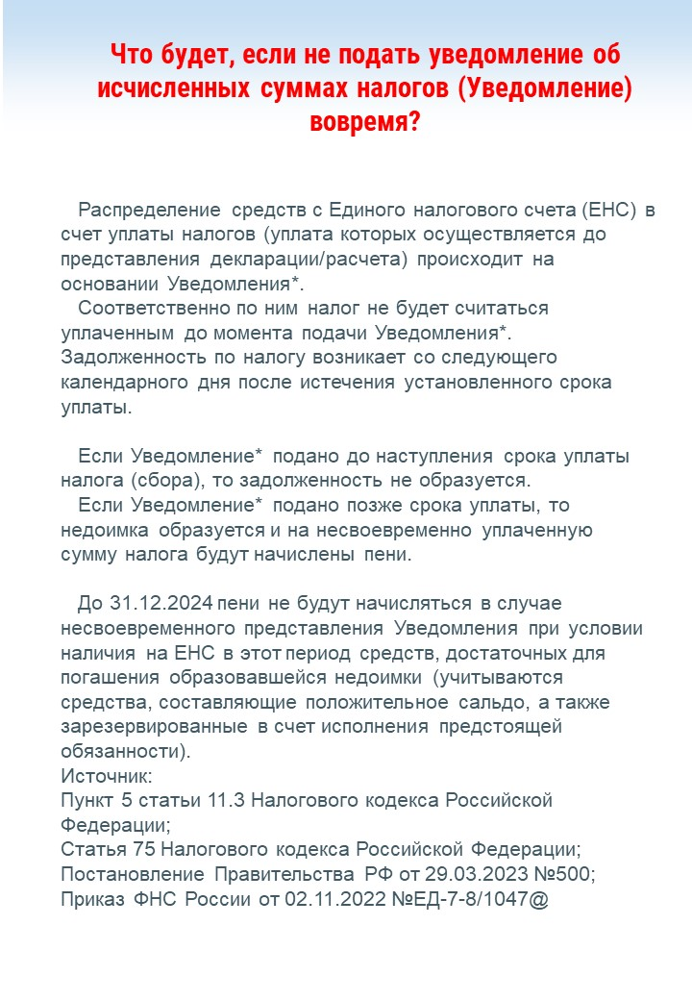 Что будет, если не подать уведомление об
исчисленных суммах налогов (Уведомление)
вовремя?
Распределение средств с Единого налогового счета (ЕНС) в
счет уплаты налогов (уплата которых осуществляется до
представления декларации/расчета) происходит на
основании Уведомления*.
Соответственно по ним налог не будет считаться
уплаченным до момента подачи Уведомления*.
Задолженность по налогу возникает со следующего
календарного дня после истечения установленного срока
уплаты.
Если Уведомление* подано до наступления срока уплаты
налога (сбора), то задолженность не образуется.
Если Уведомление* подано позже срока уплаты, то
недоимка образуется и на несвоевременно уплаченную
сумму налога будут начислены пени.
До 31.12.2024 пени не будут начисляться в случае
несвоевременного представления Уведомления при условии
наличия на ЕНС в этот период средств, достаточных для
погашения образовавшейся недоимки (учитываются
средства, составляющие положительное сальдо, а также
зарезервированные в счет исполнения предстоящей
обязанности).
Источник:
Пункт 5 статьи 11.3 Налогового кодекса Российской
Федерации;
Статья 75 Налогового кодекса Российской Федерации;
Постановление Правительства РФ от 29.03.2023 №500;
Приказ ФНС России от 02.11.2022 №ЕД-7-8/1047@